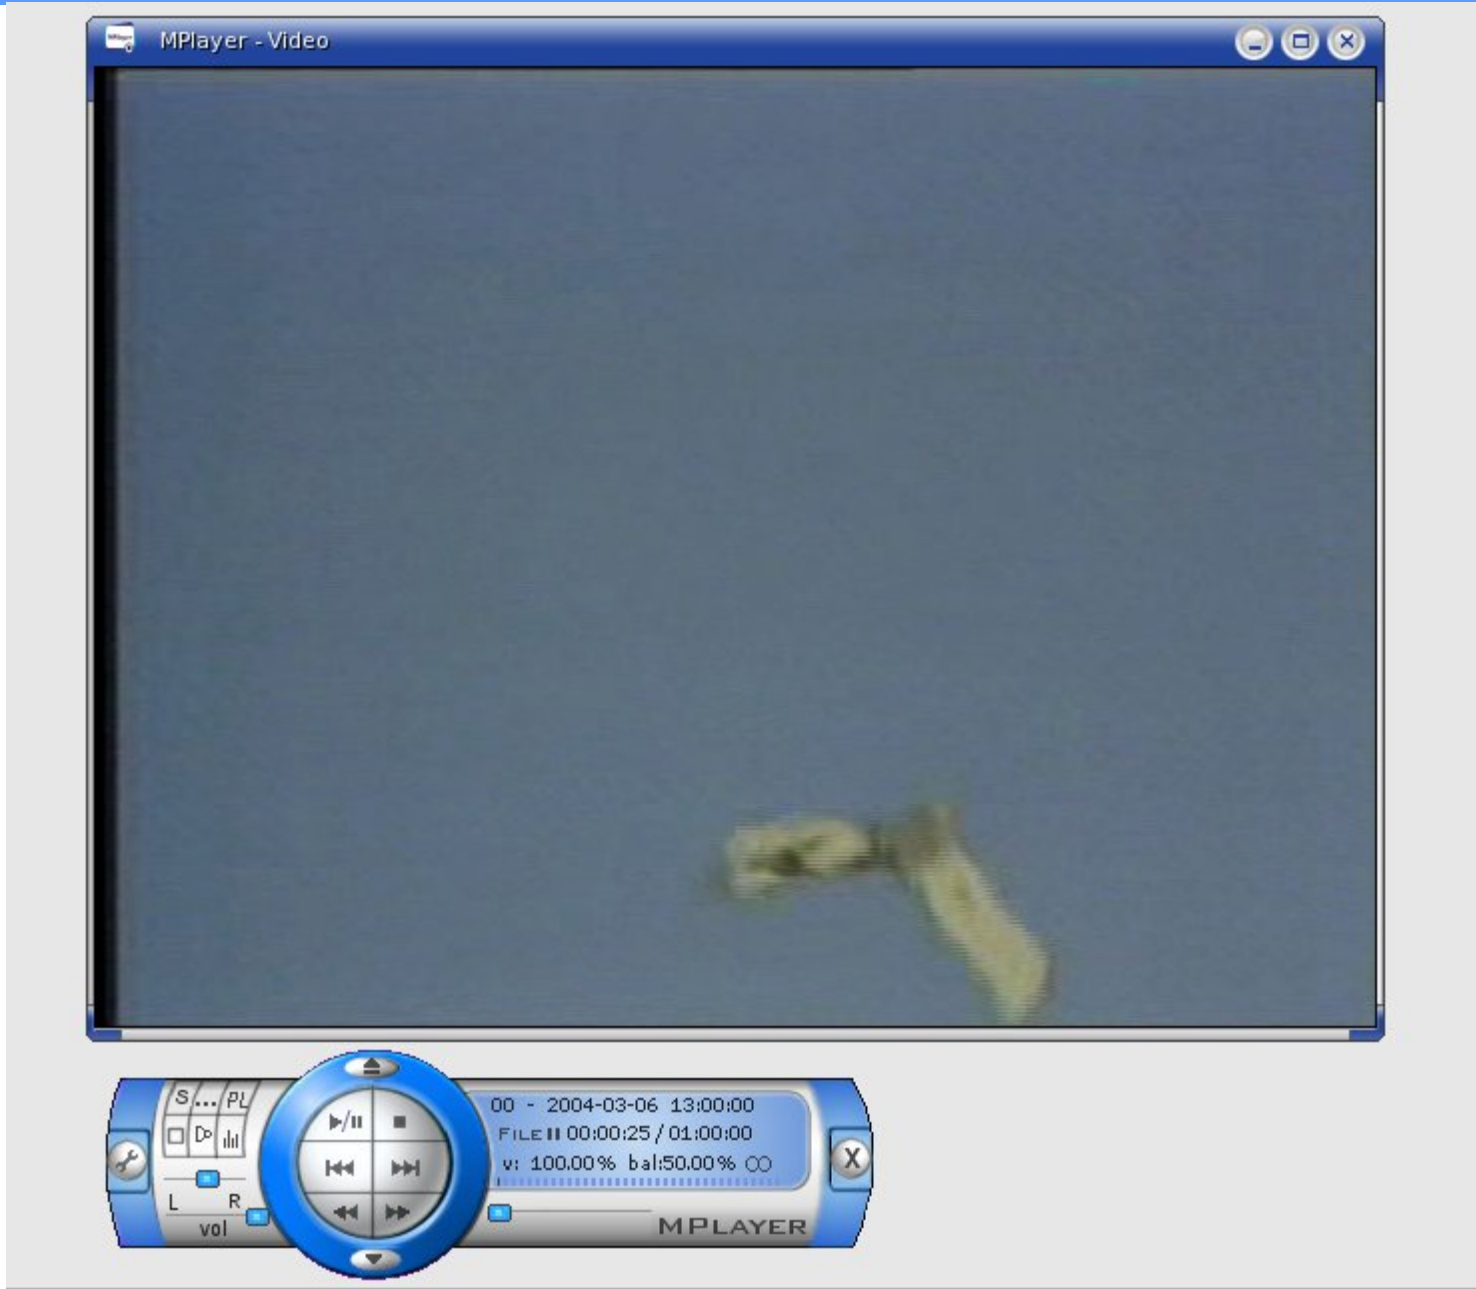 MPlayer - Video
S ... PL
00 - 2004-03-06 13:00:00
FILE 00:00:25 / 01:00:00
v: 100.00% bal:50.00%
L R
vol
MPLAYER
X